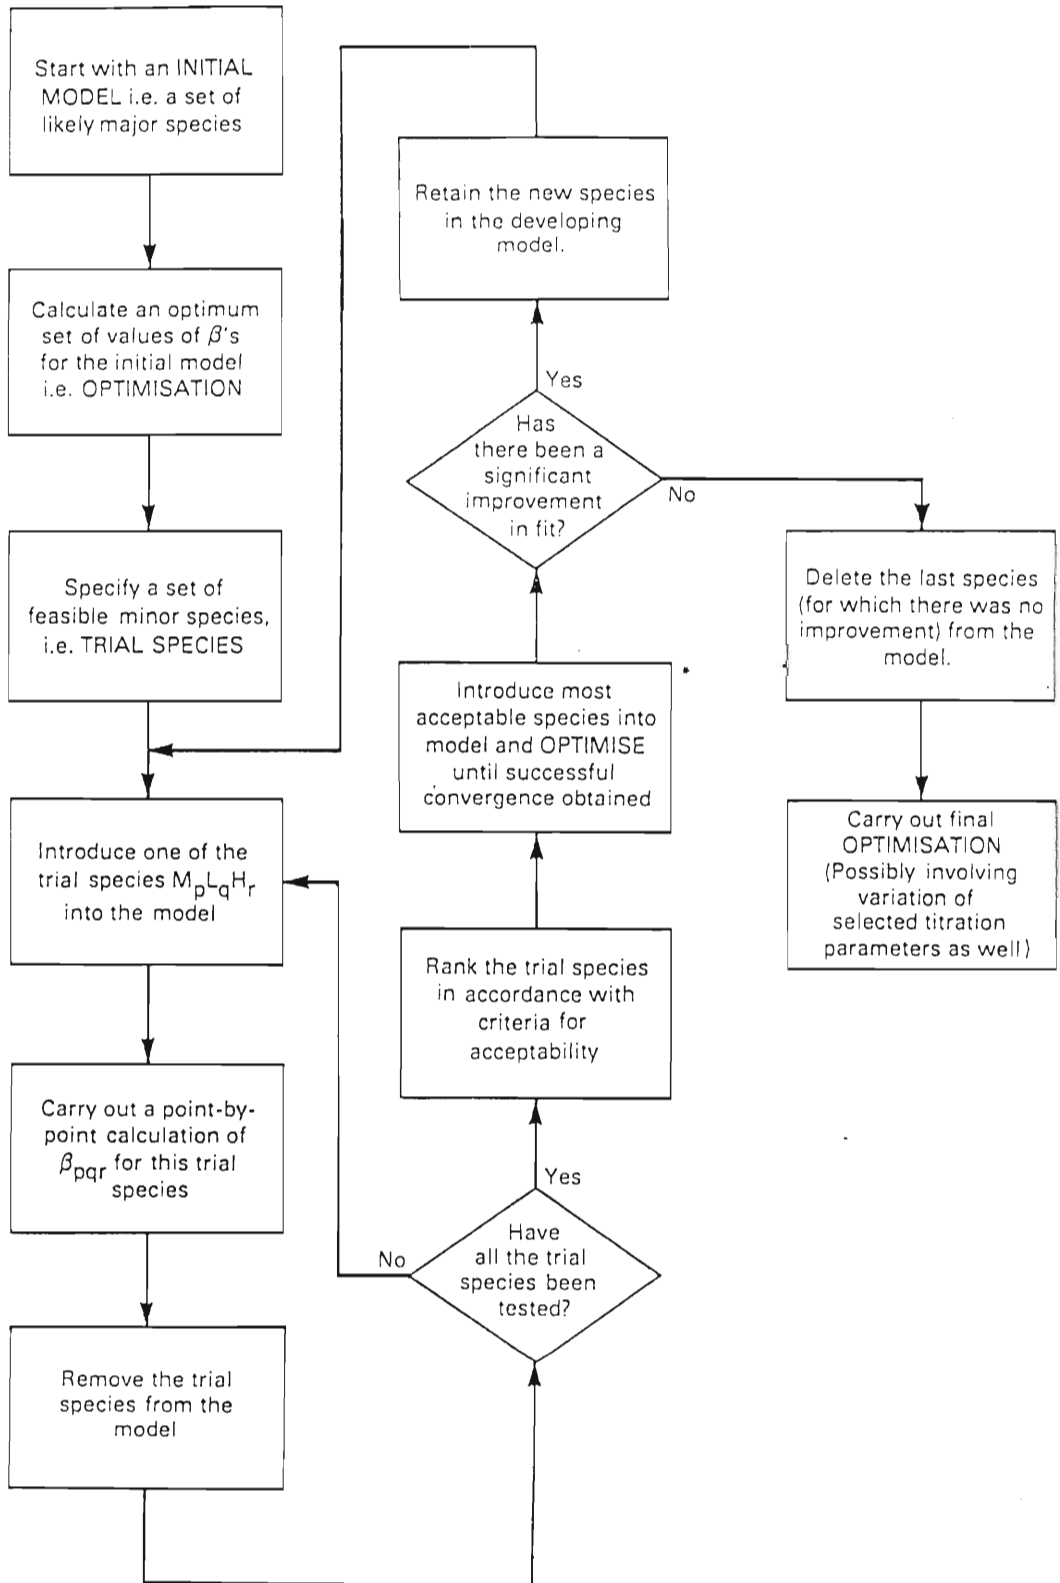 Start with an INITIAL
MODEL i.e. a set of
likely major species
Calculate an optimum
set of values of β's
for the initial model
i.e. OPTIMISATION
Specify a set of
feasible minor species,
i.e. TRIAL SPECIES
Introduce one of the
trial species MpLqHr
into the model
Carry out a point-by-
point calculation of
βpqr for this trial
species
Remove the trial
species from the
model
Have
all the trial
species been
tested?
No
Yes
Rank the trial species
in accordance with
criteria for
acceptability
Introduce most
acceptable species into
model and OPTIMISE
until successful
convergence obtained
Has
there been a
significant
improvement
in fit?
Yes
No
Retain the new species
in the developing
model.
Delete the last species
(for which there was no
improvement) from the
model.
Carry out final
OPTIMISATION
(Possibly involving
variation of
selected titration
parameters as well)